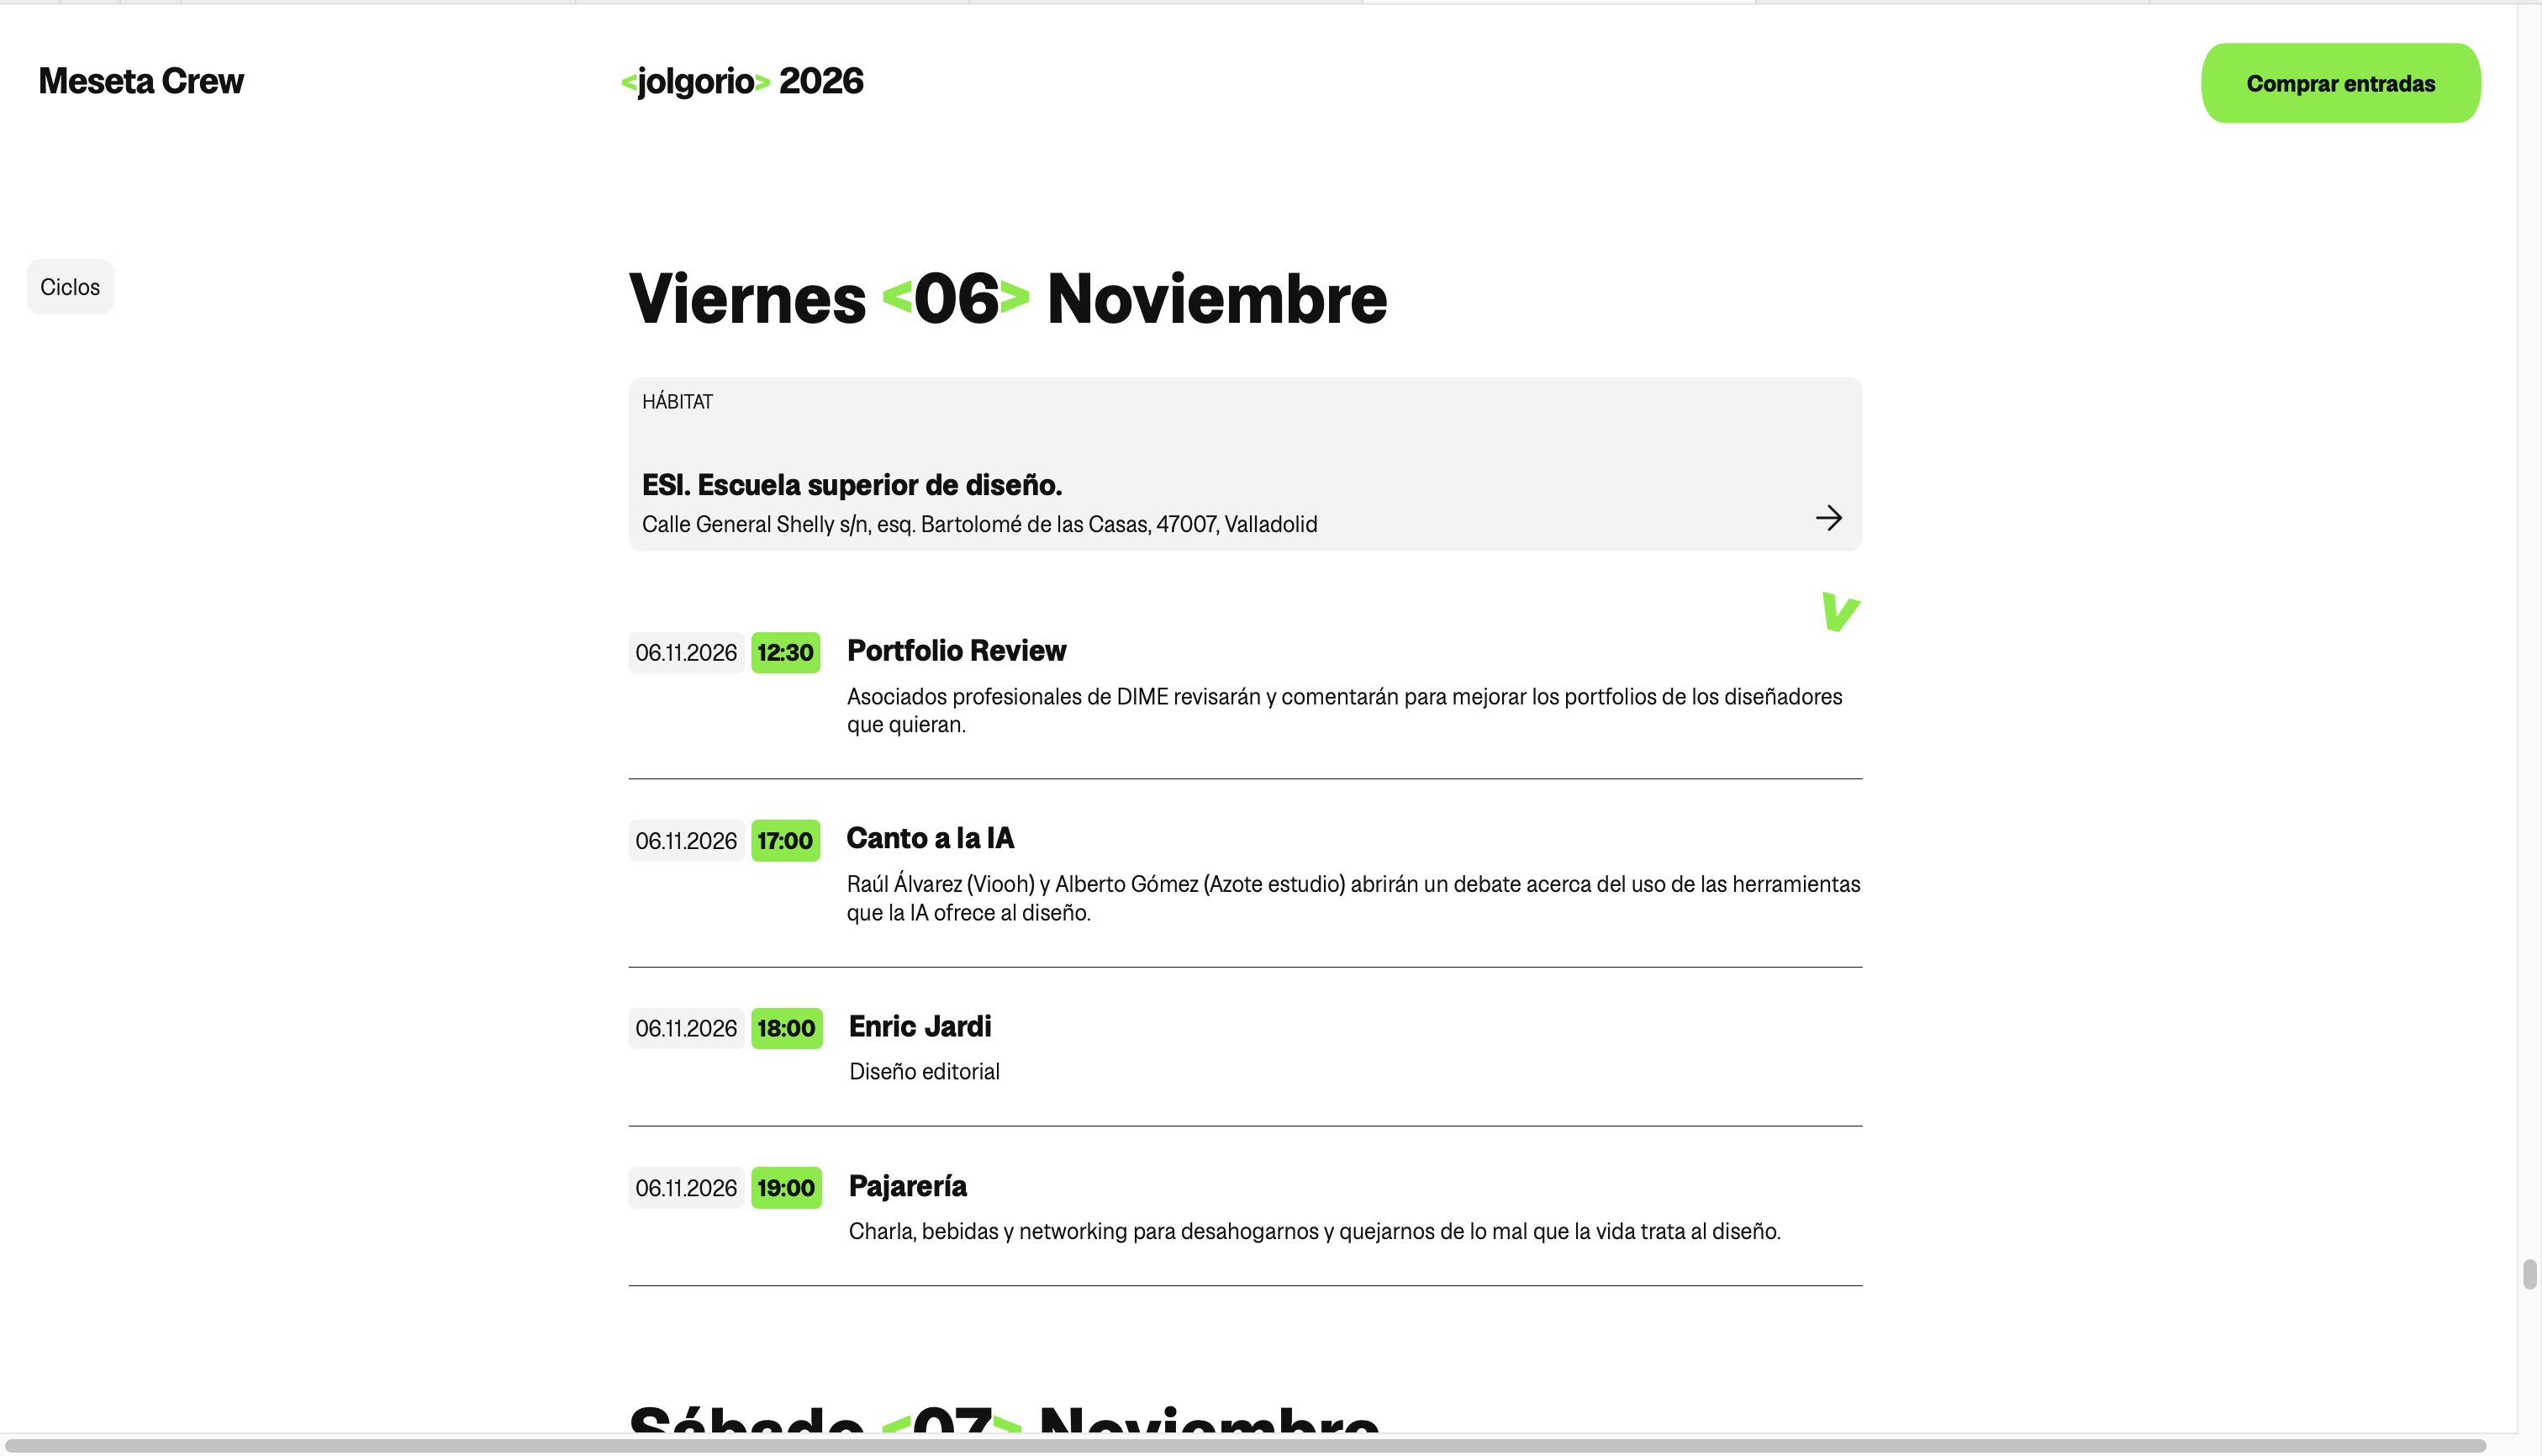 Meseta Crew
<jolgorio> 2026
Comprar entradas
Ciclos
Viernes <06> Noviembre
HÁBITAT
ESI. Escuela superior de diseño.
Calle General Shelly s/n, esq. Bartolomé de las Casas, 47007, Valladolid
06.11.2026 12:30 Portfolio Review
Asociados profesionales de DIME revisarán y comentarán para mejorar los portfolios de los diseñadores
que quieran.
06.11.2026 17:00 Canto a la IA
Raúl Álvarez (Viooh) y Alberto Gómez (Azote estudio) abrirán un debate acerca del uso de las herramientas
que la IA ofrece al diseño.
06.11.2026 18:00 Enric Jardi
Diseño editorial
06.11.2026 19:00 Pajarería
Charla, bebidas y networking para desahogarnos y quejarnos de lo mal que la vida trata al diseño.
Sábado <07> Noviembre